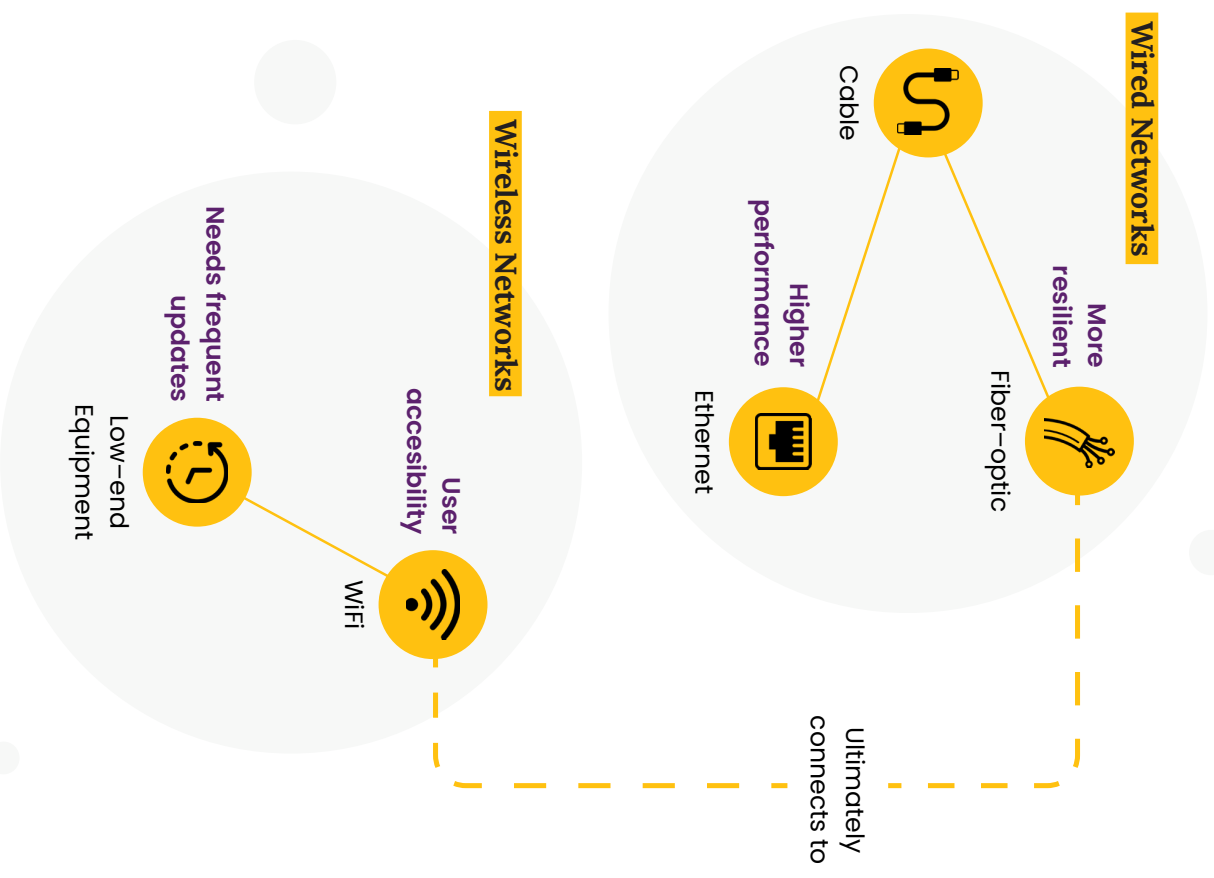 Wired Networks
More
resilient
Fiber–optic
Cable
Higher
performance
Ethernet
Ultimately
connects to
Wireless Networks
User
accesibility
WiFi
Needs frequent
updates
Low–end
Equipment